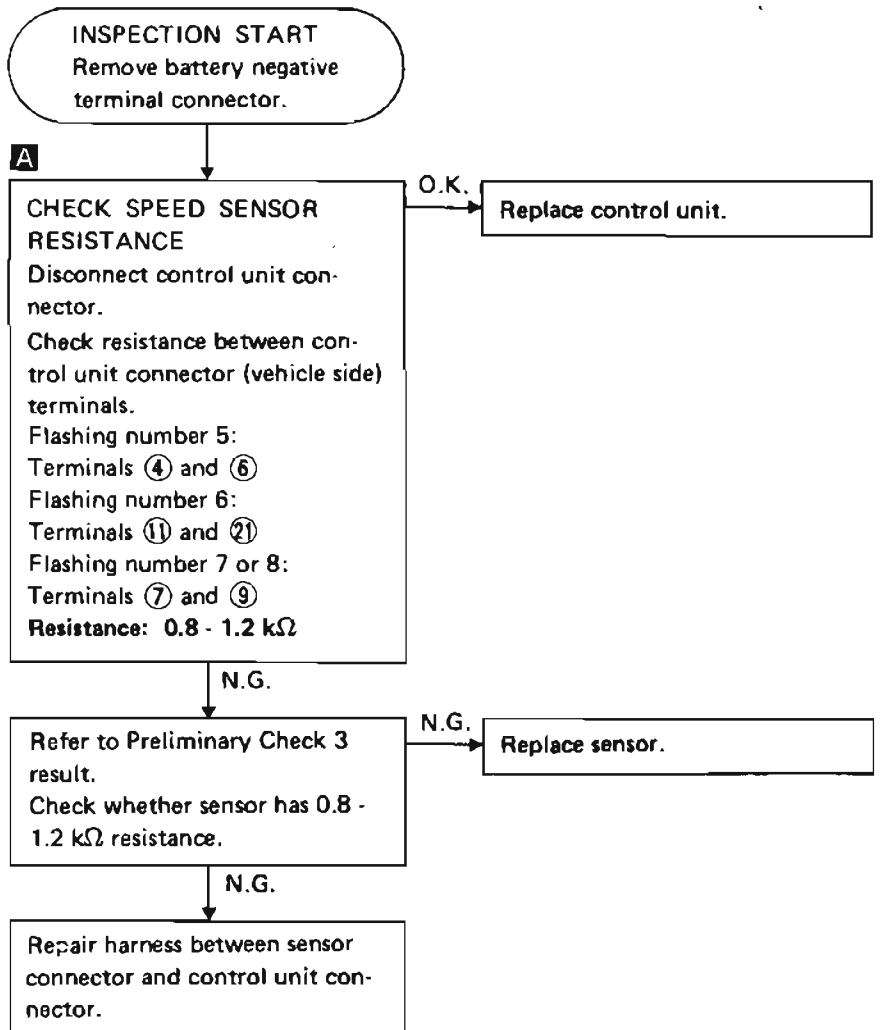 INSPECTION START
Remove battery negative
terminal connector.
A
CHECK SPEED SENSOR
RESISTANCE
Disconnect control unit con-
nector.
Check resistance between con-
trol unit connector (vehicle side)
terminals.
Flashing number 5:
Terminals ④ and ⑥
Flashing number 6:
Terminals ⑪ and ㉑
Flashing number 7 or 8:
Terminals ⑦ and ⑨
Resistance: 0.8 - 1.2 kΩ
O.K.
Replace control unit.
N.G.
Refer to Preliminary Check 3
result.
Check whether sensor has 0.8 -
1.2 kΩ resistance.
N.G.
Replace sensor.
N.G.
Repair harness between sensor
connector and control unit con-
nector.